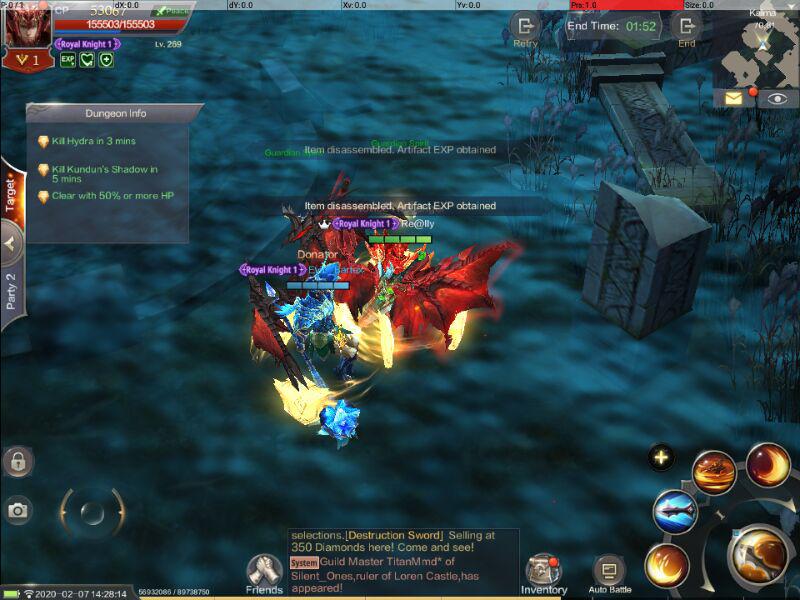 P:0 / 1
dX:0.0
dY:0.0
Xv:0.0
Yv:0.0
Prs:1.0
Size:0.0
CP 53067
Peace
155503/155503
Royal Knight 1
Lv. 269
1
EXP
Retry
End Time: 01:52
End
Dungeon Info
Kill Hydra in 3 mins
Kill Kundun's Shadow in
5 mins
Clear with 50% or more HP
Target
Party 2
Guardian Spirit
Item disassembled, Artifact EXP obtained
Item disassembled, Artifact EXP obtained
Royal Knight 1
Re@lly
Donator
Royal Knight 1
selections.[Destruction Sword] Selling at
350 Diamonds here! Come and see!
System Guild Master TitanMmd* of
Silent_Ones,ruler of Loren Castle,has
appeared!
Friends
Inventory
Auto Battle
2020-02-07 14:28:14
56932086 / 89738750